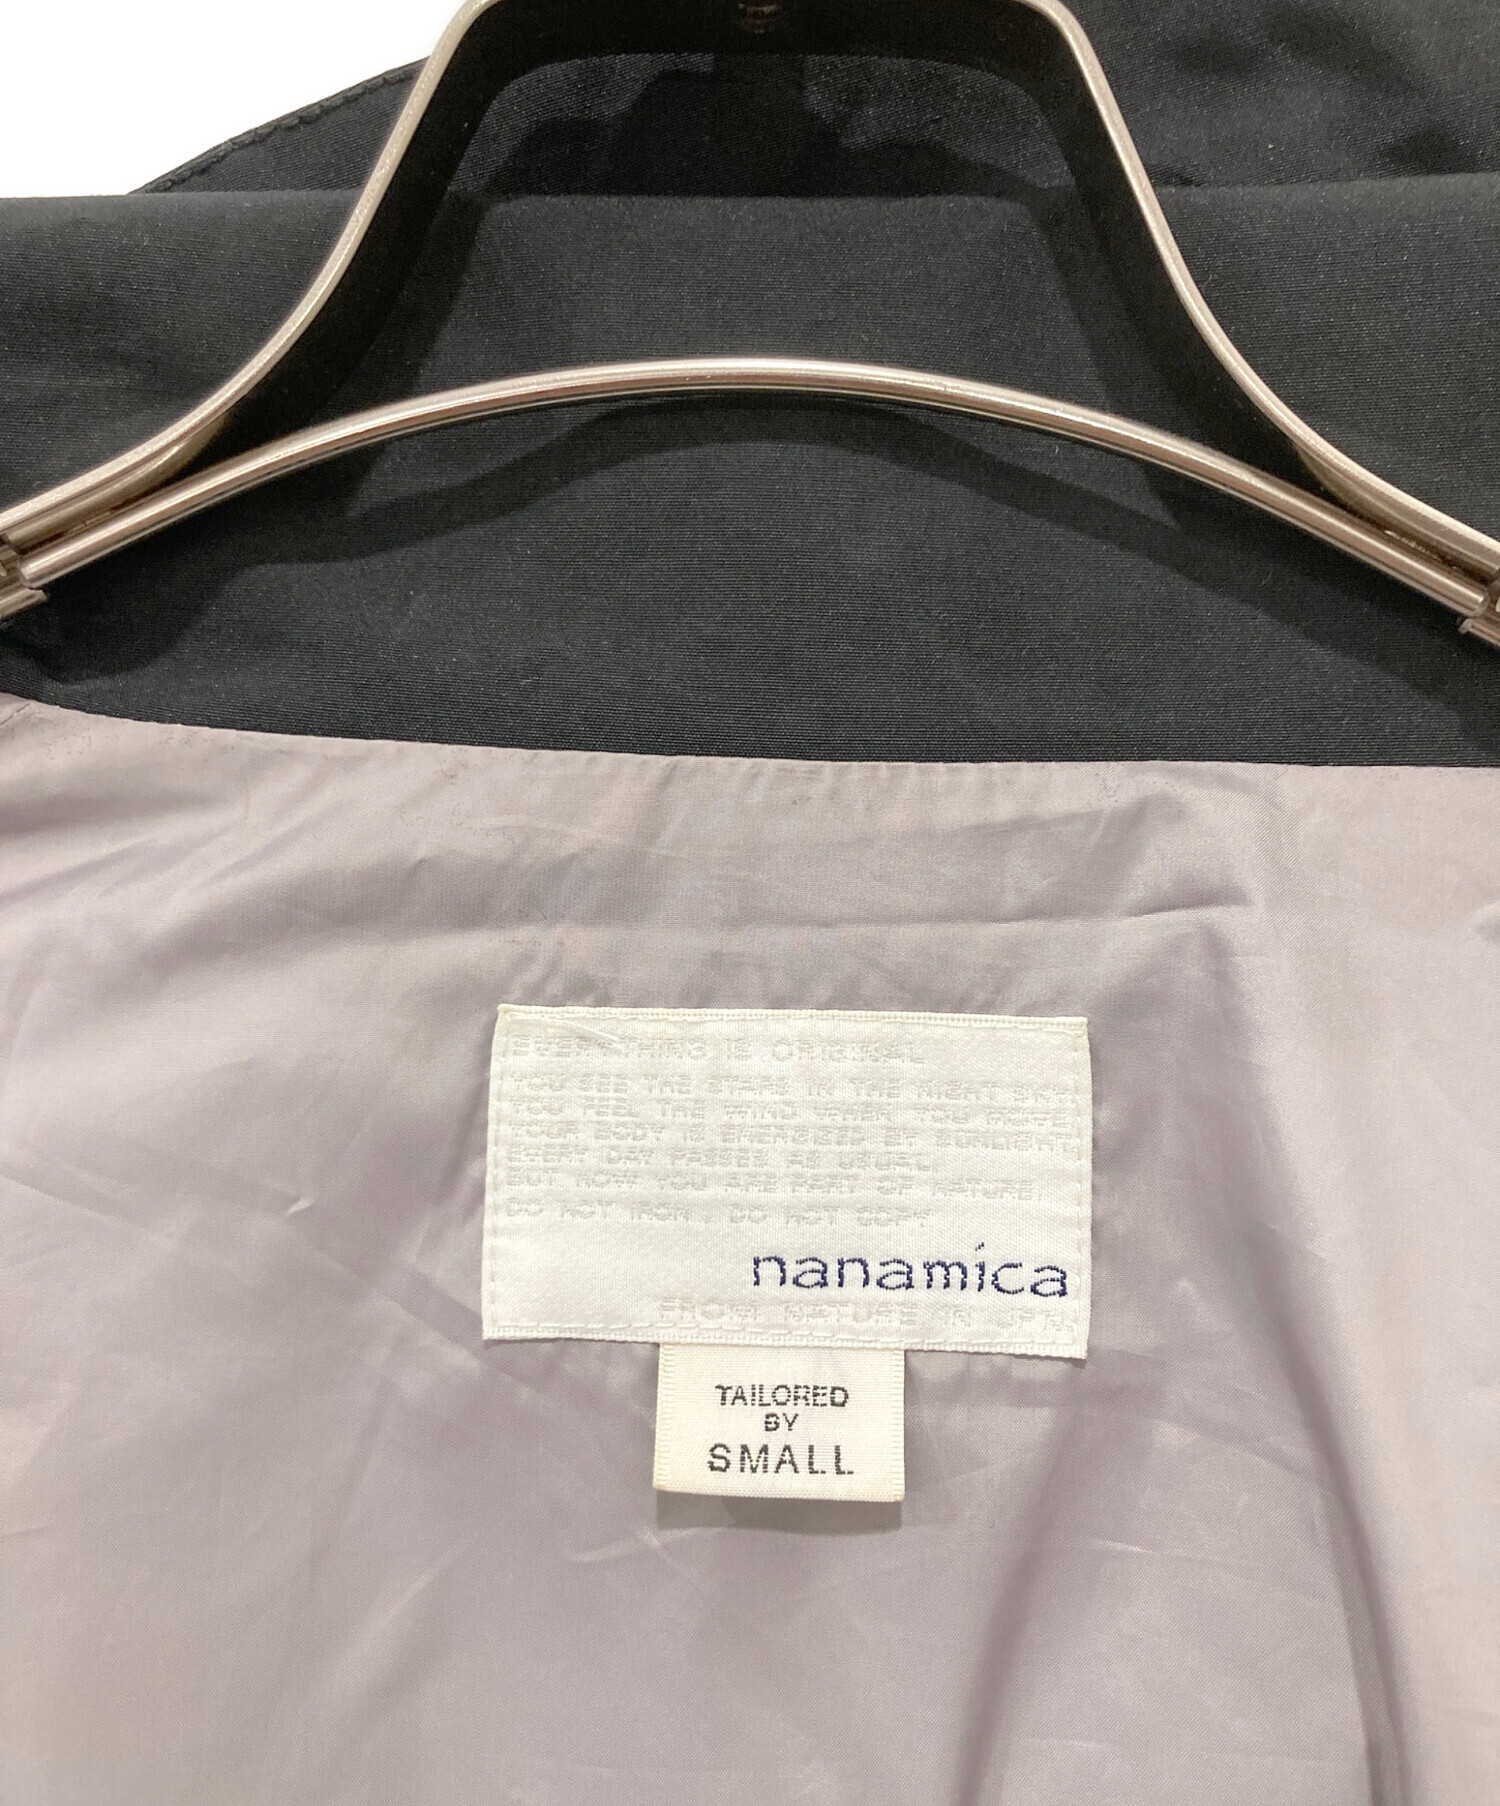 EVERYTHING IS ORIGINAL
YOU SEE THE STARS IN THE NIGHT SKY.
YOU FEEL THE WIND WHEN YOU MOVE.
YOUR BODY IS ENERGISED BY SUNLIGHT.
EVERY DAY PASSES AS USUAL.
BUT NOW YOU ARE PART OF NATURE.
DO NOT IRON / DO NOT COPY
nanamica
FROM NATURE IN JPN.
TAILORED
BY
SMALL